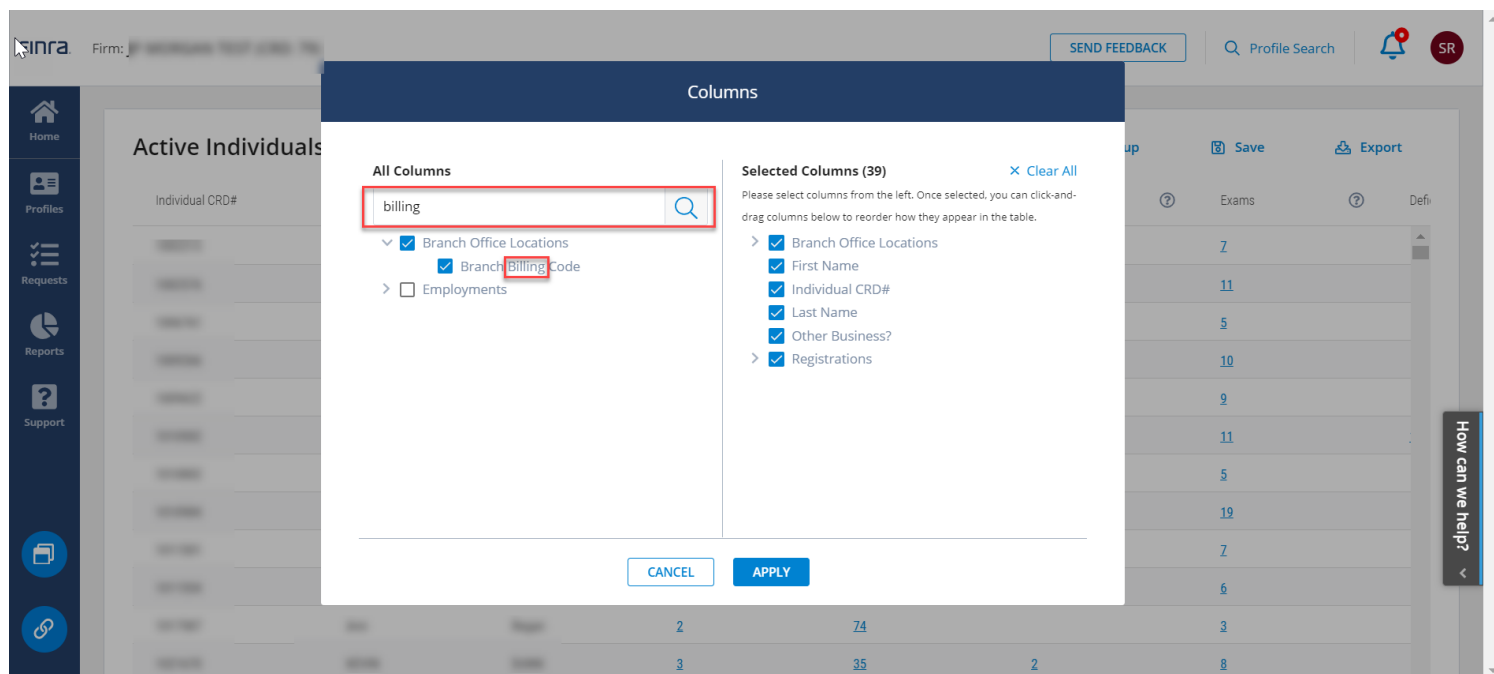 finra
Firm:
SEND FEEDBACK
Profile Search
SR
Home
Profiles
Requests
Reports
Support
Active Individuals
up
Save
Export
Individual CRD#
Exams
Columns
All Columns
billing
Branch Office Locations
Branch Billing Code
Employments
Selected Columns (39)
Clear All
Please select columns from the left. Once selected, you can click-and-
drag columns below to reorder how they appear in the table.
Branch Office Locations
First Name
Individual CRD#
Last Name
Other Business?
Registrations
CANCEL
APPLY
7
11
5
10
9
11
5
19
7
6
2 74 3
3 35 2 8
How can we help?